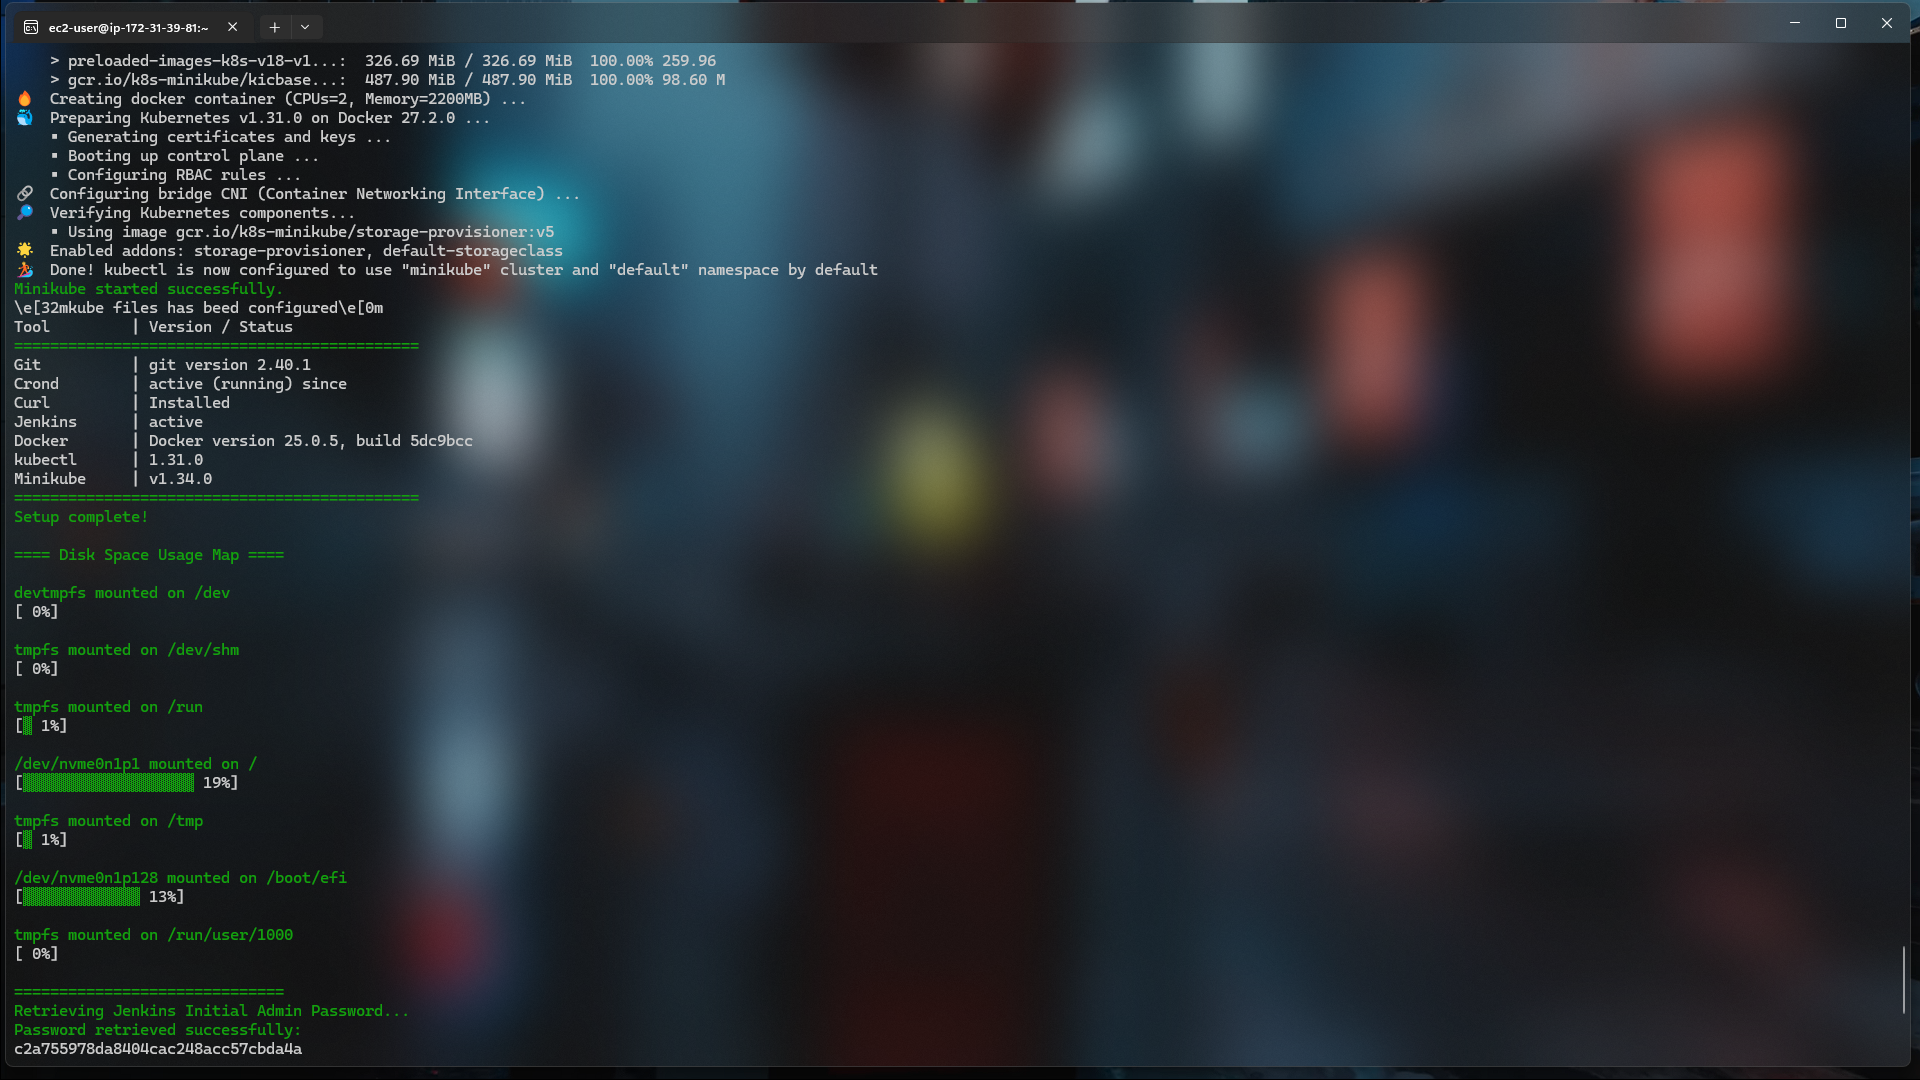 ec2-user@ip-172-31-39-81:~
> preloaded-images-k8s-v18-v1...:  326.69 MiB / 326.69 MiB  100.00% 259.96
> gcr.io/k8s-minikube/kicbase...:  487.90 MiB / 487.90 MiB  100.00% 98.60 M
🔥  Creating docker container (CPUs=2, Memory=2200MB) ...
🐳  Preparing Kubernetes v1.31.0 on Docker 27.2.0 ...
▪ Generating certificates and keys ...
▪ Booting up control plane ...
▪ Configuring RBAC rules ...
🔗  Configuring bridge CNI (Container Networking Interface) ...
🔎  Verifying Kubernetes components...
▪ Using image gcr.io/k8s-minikube/storage-provisioner:v5
🌟  Enabled addons: storage-provisioner, default-storageclass
🏄  Done! kubectl is now configured to use "minikube" cluster and "default" namespace by default
Minikube started successfully.
\e[32mkube files has beed configured\e[0m
Tool         | Version / Status
=============================================
Git          | git version 2.40.1
Crond        | active (running) since
Curl         | Installed
Jenkins      | active
Docker       | Docker version 25.0.5, build 5dc9bcc
kubectl      | 1.31.0
Minikube     | v1.34.0
=============================================
Setup complete!
==== Disk Space Usage Map ====
devtmpfs mounted on /dev
[ 0%]
tmpfs mounted on /dev/shm
[ 0%]
tmpfs mounted on /run
[▒ 1%]
/dev/nvme0n1p1 mounted on /
[▒▒▒▒▒▒▒▒▒▒▒▒▒▒▒▒▒▒▒ 19%]
tmpfs mounted on /tmp
[▒ 1%]
/dev/nvme0n1p128 mounted on /boot/efi
[▒▒▒▒▒▒▒▒▒▒▒▒▒ 13%]
tmpfs mounted on /run/user/1000
[ 0%]
==============================
Retrieving Jenkins Initial Admin Password...
Password retrieved successfully:
c2a755978da8404cac248acc57cbda4a